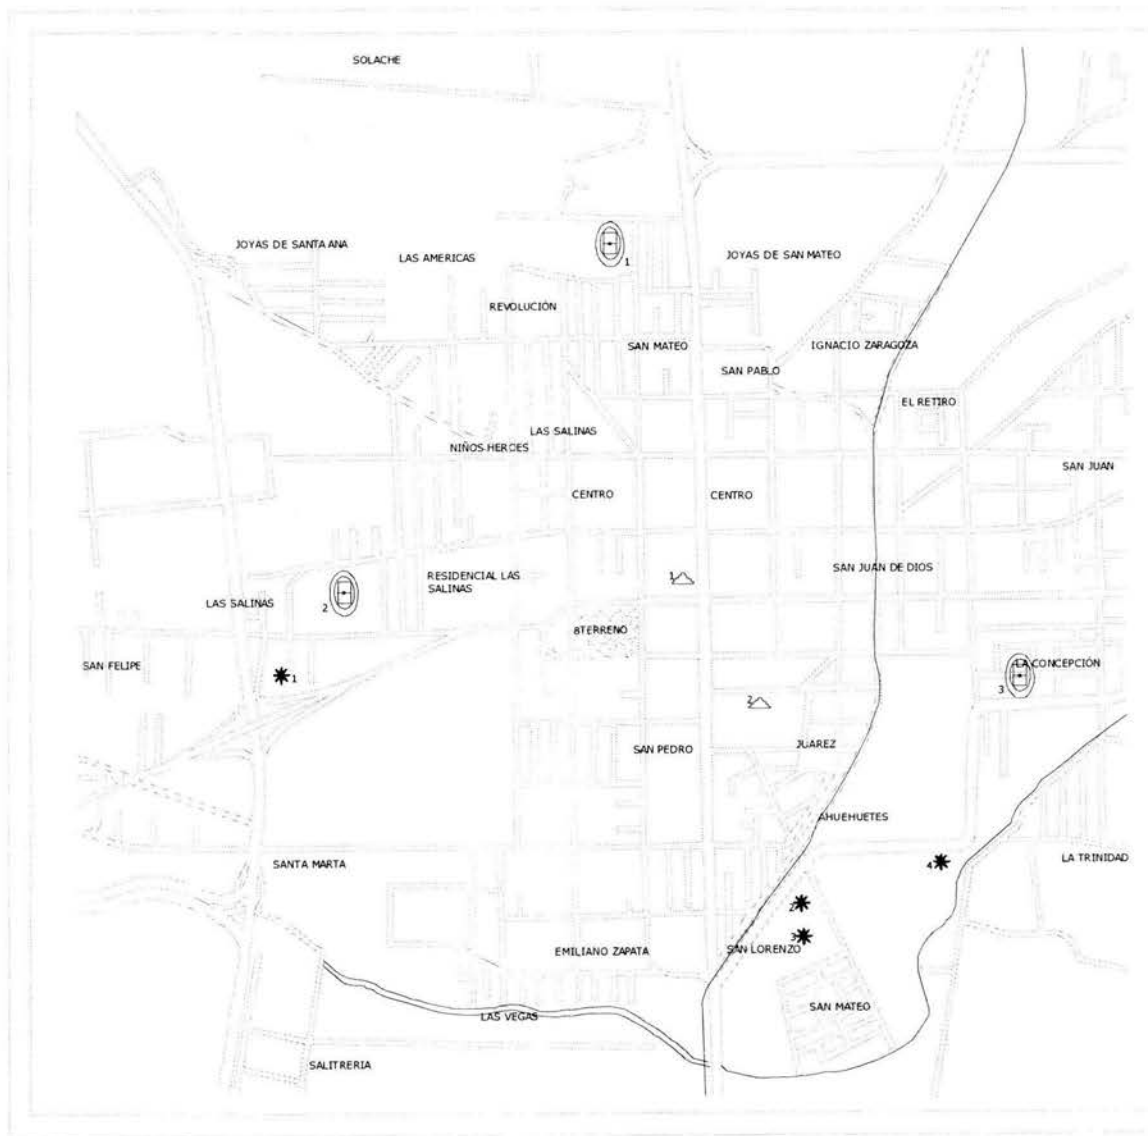 SOLACHE
JOYAS DE SANTA ANA
LAS AMERICAS
1
JOYAS DE SAN MATEO
REVOLUCIÓN
SAN MATEO
IGNACIO ZARAGOZA
SAN PABLO
EL RETIRO
LAS SALINAS
NIÑOS HEROES
SAN JUAN
CENTRO
CENTRO
SAN JUAN DE DIOS
1
RESIDENCIAL LAS
SALINAS
LAS SALINAS
2
8TERRENO
SAN FELIPE
1
LA CONCEPCIÓN
3
2
SAN PEDRO
JUAREZ
AHUEHUETES
SANTA MARTA
4
LA TRINIDAD
2
3
SAN LORENZO
EMILIANO ZAPATA
SAN MATEO
LAS VEGAS
SALITRERIA